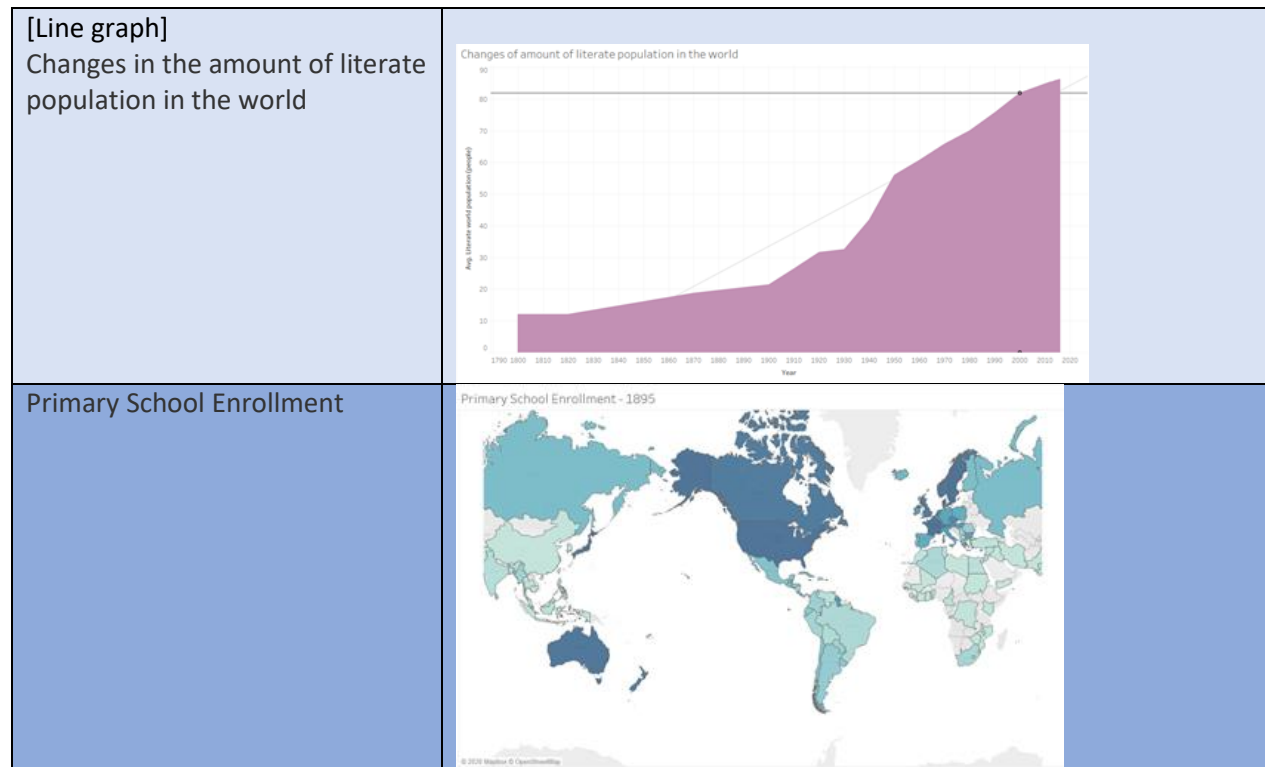 [Line graph]
Changes in the amount of literate
population in the world
Changes of amount of literate population in the world
90
80
70
60
50
40
30
20
10
0
Avg. Literate world population (people)
1790 1800 1810 1820 1830 1840 1850 1860 1870 1880 1890 1900 1910 1920 1930 1940 1950 1960 1970 1980 1990 2000 2010 2020
Year
Primary School Enrollment
Primary School Enrollment - 1895
© 2020 Mapbox © OpenStreetMap